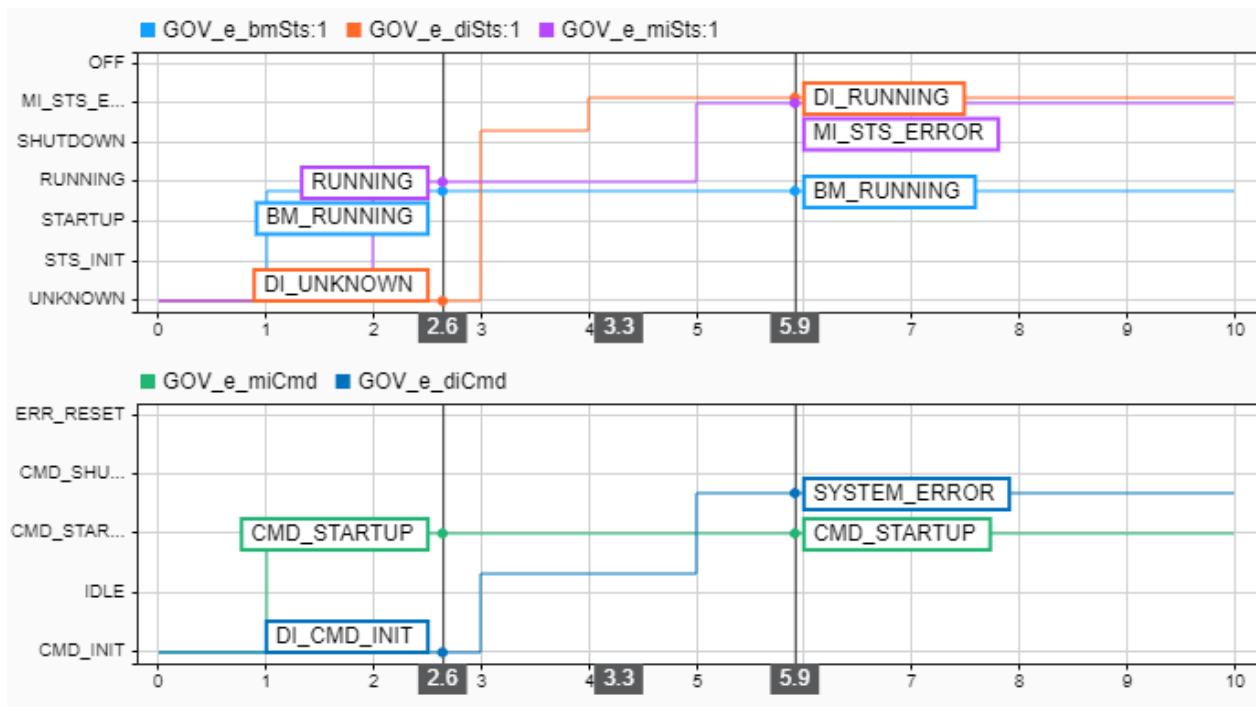 GOV_e_bmSts:1 GOV_e_diSts:1 GOV_e_miSts:1
OFF
MI_STS_E...
DI_RUNNING
MI_STS_ERROR
SHUTDOWN
RUNNING
RUNNING
BM_RUNNING
BM_RUNNING
STARTUP
STS_INIT
DI_UNKNOWN
UNKNOWN
0 1 2 2.6 3 4 3.3 5 5.9 7 8 9 10
GOV_e_miCmd GOV_e_diCmd
ERR_RESET
CMD_SHU...
SYSTEM_ERROR
CMD_STAR...
CMD_STARTUP
CMD_STARTUP
IDLE
DI_CMD_INIT
CMD_INIT
0 1 2 2.6 3 4 3.3 5 5.9 7 8 9 10